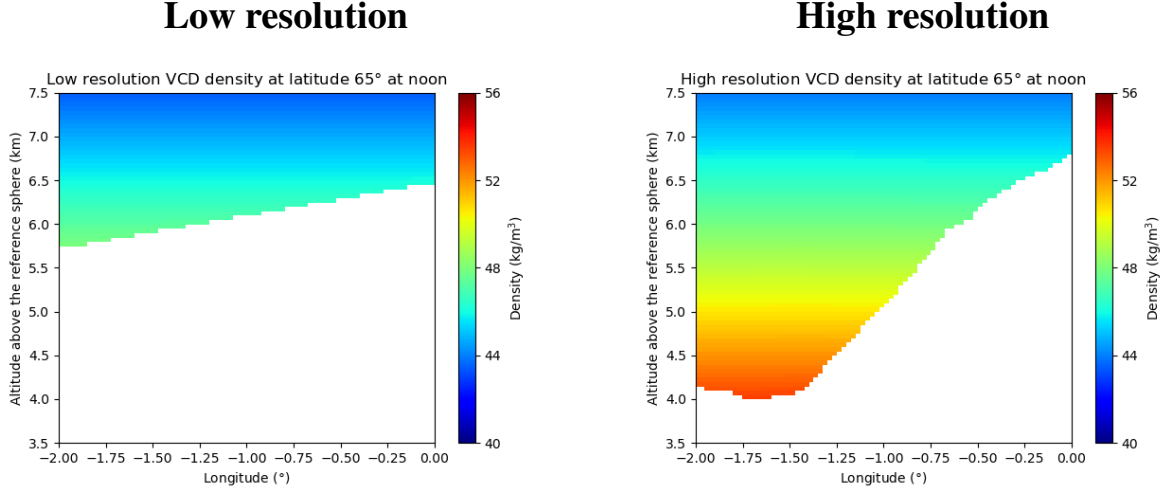 Low resolution
High resolution
Low resolution VCD density at latitude 65° at noon
7.5
7.0
6.5
6.0
5.5
5.0
4.5
4.0
3.5
Altitude above the reference sphere (km)
−2.00 −1.75 −1.50 −1.25 −1.00 −0.75 −0.50 −0.25 0.00
Longitude (°)
56
52
48
44
40
Density (kg/m³)
High resolution VCD density at latitude 65° at noon
7.5
7.0
6.5
6.0
5.5
5.0
4.5
4.0
3.5
Altitude above the reference sphere (km)
−2.00 −1.75 −1.50 −1.25 −1.00 −0.75 −0.50 −0.25 0.00
Longitude (°)
56
52
48
44
40
Density (kg/m³)